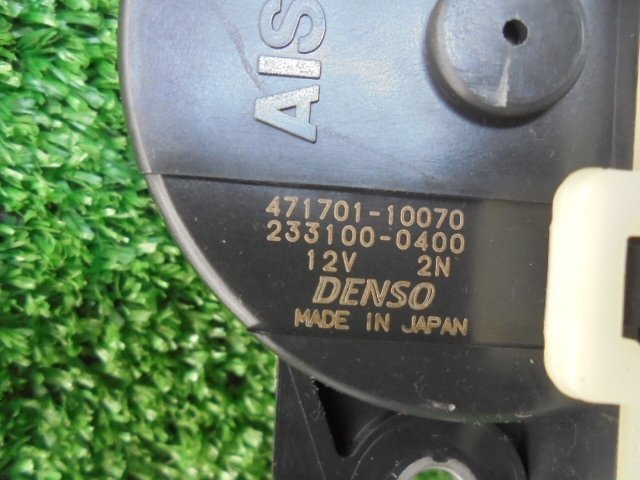 AIS
471701-10070
233100-0400
12V 2N
DENSO
MADE IN JAPAN